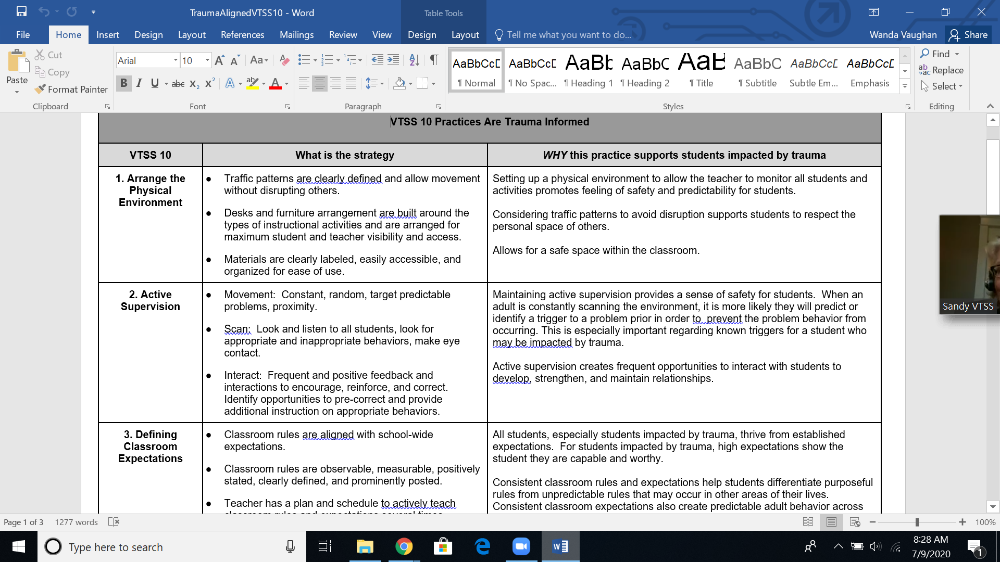 TraumaAlignedVTSS10 - Word
Table Tools
File Home Insert Design Layout References Mailings Review View Design Layout Tell me what you want to do... Wanda Vaughan Share
Paste
Cut
Copy
Format Painter
Clipboard
Arial 10
Font
Paragraph
AaBbCcD AaBbCcD AaBb AaBbC AaB AaBbC AaBbCcD AaBbCcD
¶ Normal ¶ No Spac... ¶ Heading 1 ¶ Heading 2 ¶ Title ¶ Subtitle Subtle Em... Emphasis
Styles
Find
Replace
Select
Editing
VTSS 10 Practices Are Trauma Informed
VTSS 10
What is the strategy
WHY this practice supports students impacted by trauma
1. Arrange the
Physical
Environment
● Traffic patterns are clearly defined and allow movement
without disrupting others.
● Desks and furniture arrangement are built around the
types of instructional activities and are arranged for
maximum student and teacher visibility and access.
● Materials are clearly labeled, easily accessible, and
organized for ease of use.
Setting up a physical environment to allow the teacher to monitor all students and
activities promotes feeling of safety and predictability for students.
Considering traffic patterns to avoid disruption supports students to respect the
personal space of others.
Allows for a safe space within the classroom.
2. Active
Supervision
● Movement:  Constant, random, target predictable
problems, proximity.
● Scan:  Look and listen to all students, look for
appropriate and inappropriate behaviors, make eye
contact.
● Interact:  Frequent and positive feedback and
interactions to encourage, reinforce, and correct.
Identify opportunities to pre-correct and provide
additional instruction on appropriate behaviors.
Maintaining active supervision provides a sense of safety for students.  When an
adult is constantly scanning the environment, it is more likely they will predict or
identify a trigger to a problem prior in order to  prevent the problem behavior from
occurring. This is especially important regarding known triggers for a student who
may be impacted by trauma.
Active supervision creates frequent opportunities to interact with students to
develop, strengthen, and maintain relationships.
3. Defining
Classroom
Expectations
● Classroom rules are aligned with school-wide
expectations.
● Classroom rules are observable, measurable, positively
stated, clearly defined, and prominently posted.
● Teacher has a plan and schedule to actively teach
classroom rules and expectations several times
All students, especially students impacted by trauma, thrive from established
expectations.  For students impacted by trauma, high expectations show the
student they are capable and worthy.
Consistent classroom rules and expectations help students differentiate purposeful
rules from unpredictable rules that may occur in other areas of their lives.
Consistent classroom expectations also create predictable adult behavior across
Sandy VTSS
Page 1 of 3 1277 words
100%
Type here to search
8:28 AM
7/9/2020
1